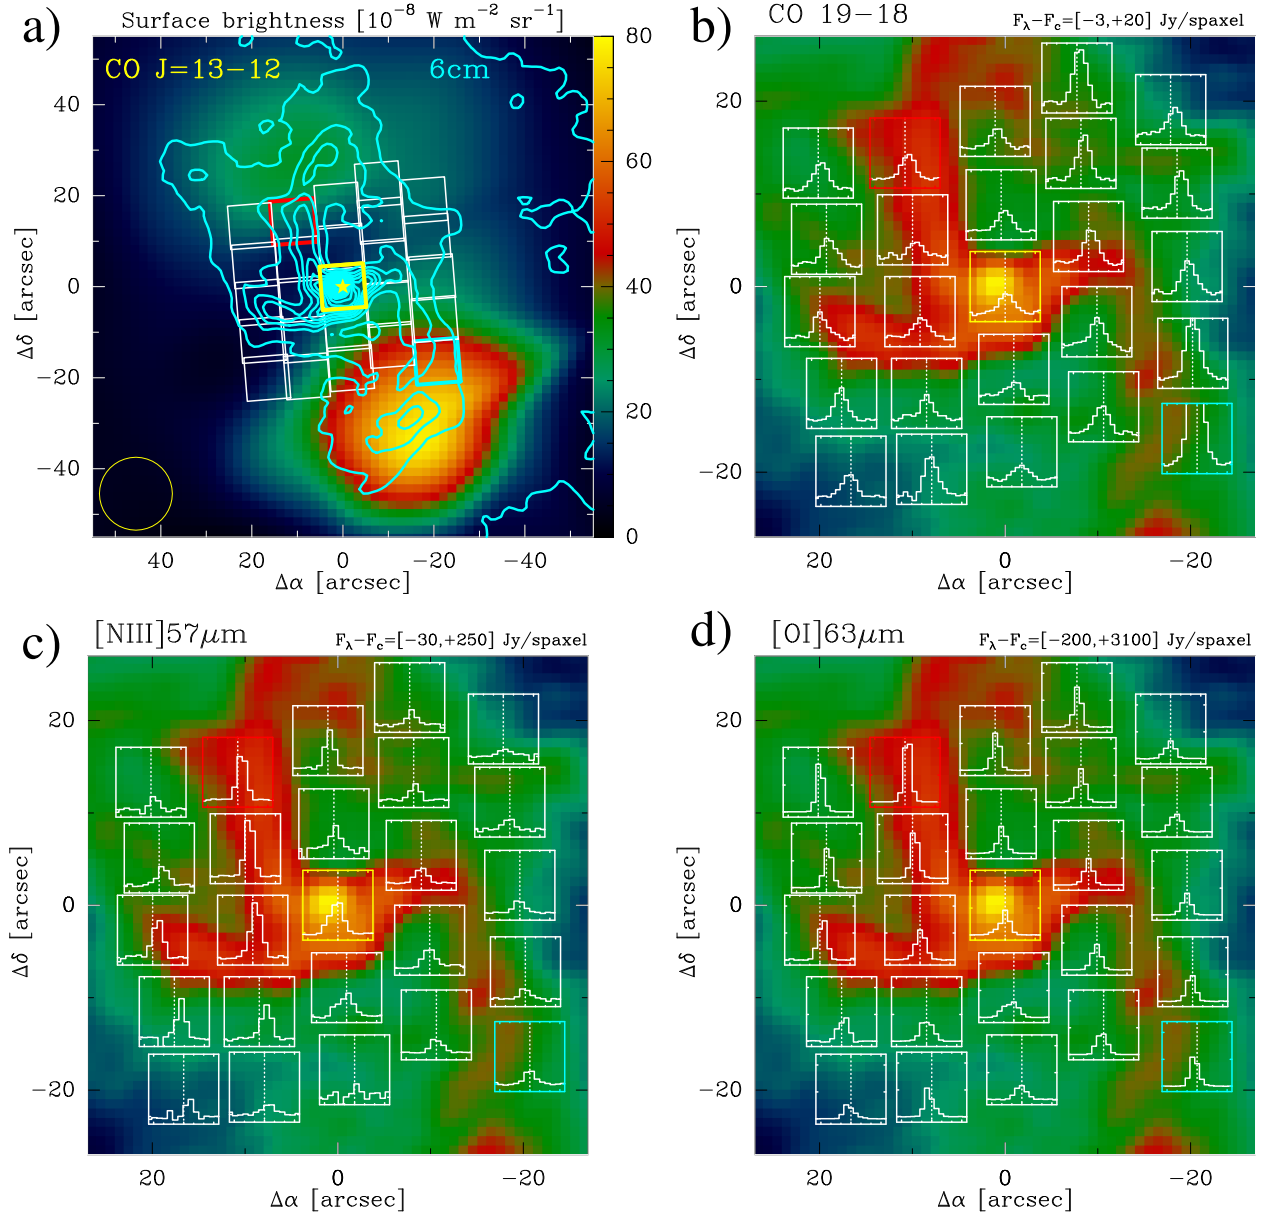 a)
Surface brightness [10⁻⁸ W m⁻² sr⁻¹]
CO J=13−12
6cm
40
20
0
−20
−40
Δδ [arcsec]
40
20
0
−20
−40
Δα [arcsec]
80
60
40
20
0
b)
CO 19−18
F_λ−F_c=[−3,+20] Jy/spaxel
20
0
−20
Δδ [arcsec]
20
0
−20
Δα [arcsec]
c)
[NIII]57μm
F_λ−F_c=[−30,+250] Jy/spaxel
20
0
−20
Δδ [arcsec]
20
0
−20
Δα [arcsec]
d)
[OI]63μm
F_λ−F_c=[−200,+3100] Jy/spaxel
20
0
−20
Δδ [arcsec]
20
0
−20
Δα [arcsec]